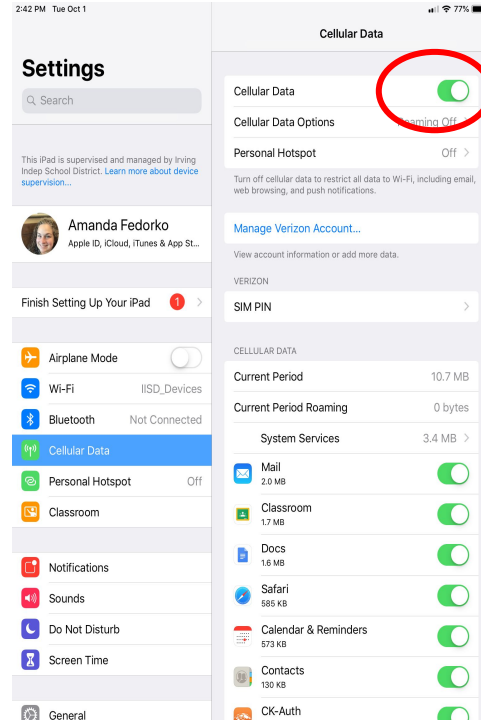 2:42 PM Tue Oct 1
77%
Settings
Search
This iPad is supervised and managed by Irving
Indep School District. Learn more about device
supervision...
Amanda Fedorko
Apple ID, iCloud, iTunes & App St...
Finish Setting Up Your iPad 1
Airplane Mode
Wi-Fi IISD_Devices
Bluetooth Not Connected
Cellular Data
Personal Hotspot Off
Classroom
Notifications
Sounds
Do Not Disturb
Screen Time
General
Cellular Data
Cellular Data
Cellular Data Options Roaming Off
Personal Hotspot Off
Turn off cellular data to restrict all data to Wi-Fi, including email,
web browsing, and push notifications.
Manage Verizon Account...
View account information or add more data.
VERIZON
SIM PIN
CELLULAR DATA
Current Period 10.7 MB
Current Period Roaming 0 bytes
System Services 3.4 MB
Mail
2.0 MB
Classroom
1.7 MB
Docs
1.6 MB
Safari
585 KB
Calendar & Reminders
573 KB
Contacts
130 KB
CK-Auth